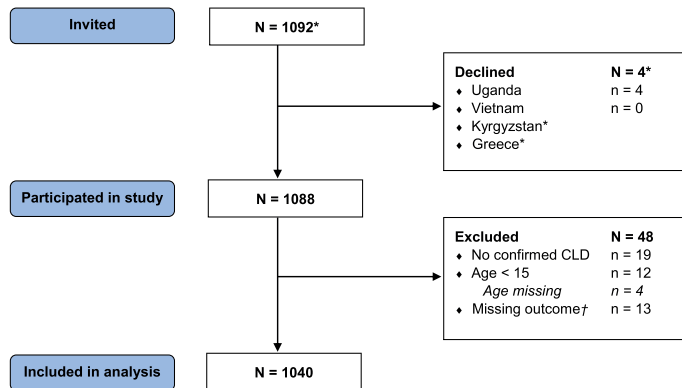 Invited
N = 1092*
Declined N = 4*
♦ Uganda n = 4
♦ Vietnam n = 0
♦ Kyrgyzstan*
♦ Greece*
Participated in study
N = 1088
Excluded N = 48
♦ No confirmed CLD n = 19
♦ Age < 15 n = 12
Age missing n = 4
♦ Missing outcome† n = 13
Included in analysis
N = 1040